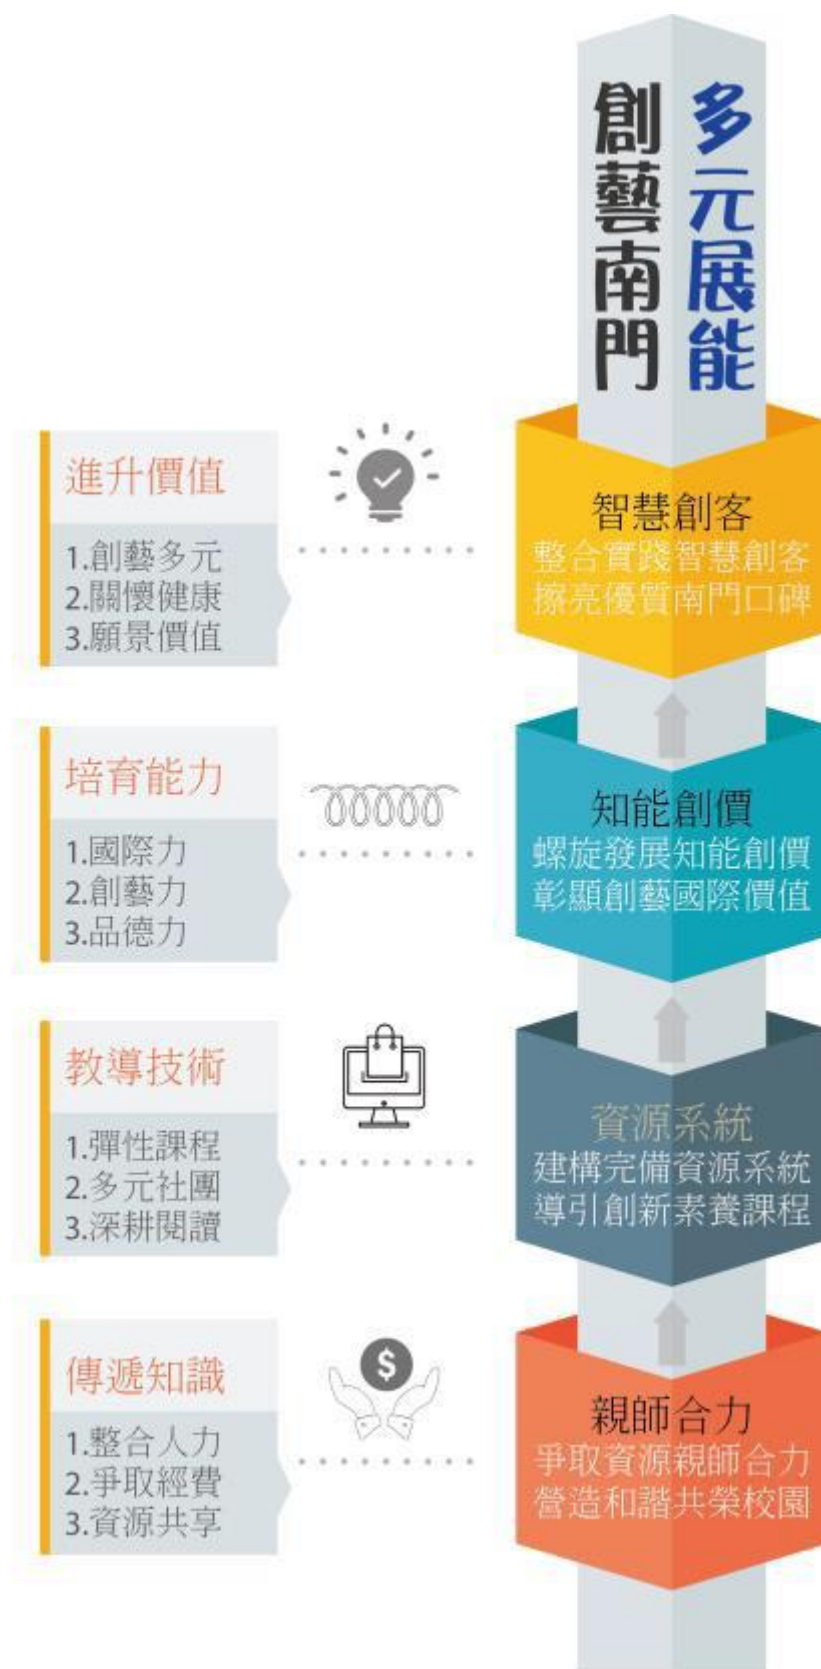 創藝南門
多元展能
進升價值
1.創藝多元
2.關懷健康
3.願景價值
智慧創客
整合實踐智慧創客
擦亮優質南門口碑
培育能力
1.國際力
2.創藝力
3.品德力
知能創價
螺旋發展知能創價
彰顯創藝國際價值
教導技術
1.彈性課程
2.多元社團
3.深耕閱讀
資源系統
建構完備資源系統
導引創新素養課程
傳遞知識
1.整合人力
2.爭取經費
3.資源共享
$
親師合力
爭取資源親師合力
營造和諧共榮校園